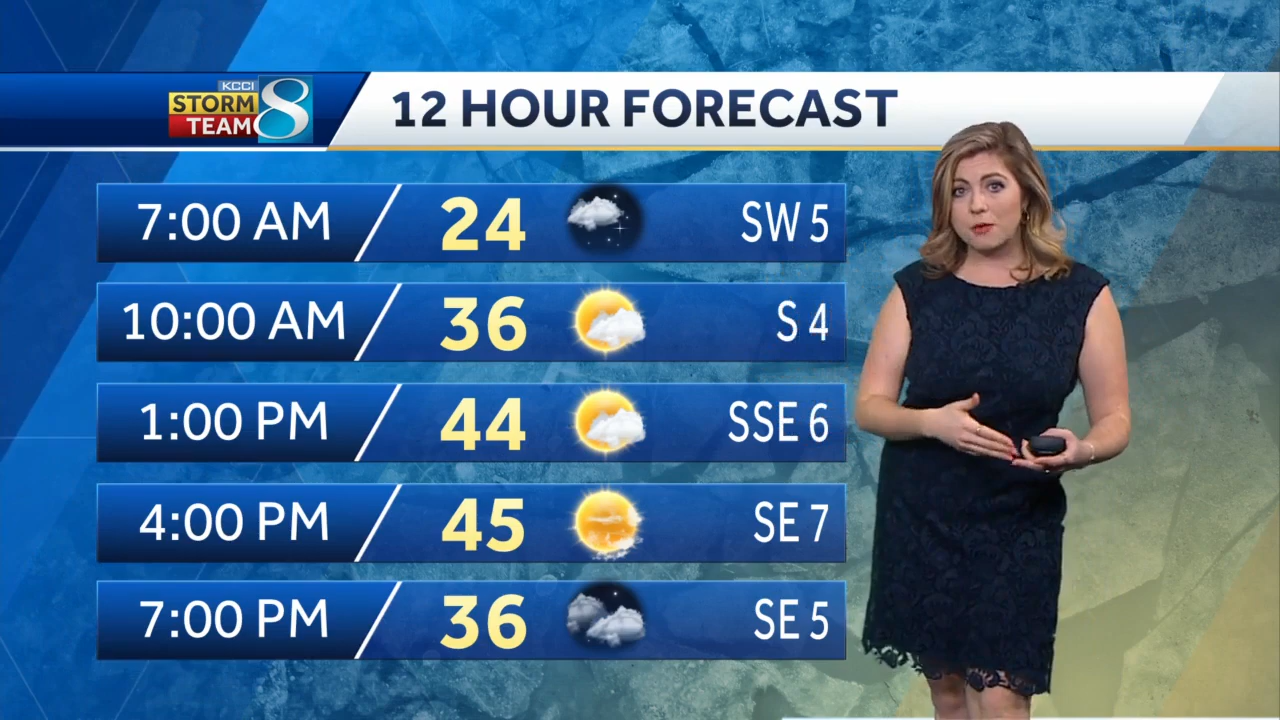 KCCI
STORM
TEAM 8
12 HOUR FORECAST
7:00 AM 24 SW 5
10:00 AM 36 S 4
1:00 PM 44 SSE 6
4:00 PM 45 SE 7
7:00 PM 36 SE 5